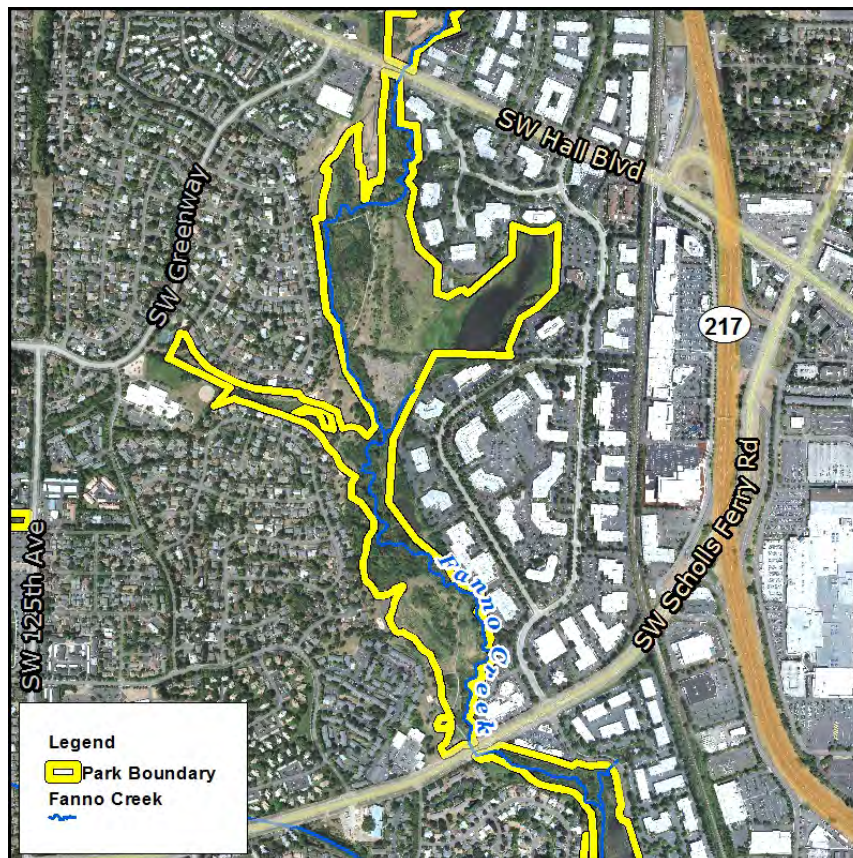 SW Hall Blvd
SW Greenway
217
SW Scholls Ferry Rd
SW 125th Ave
Fanno Creek
Legend
Park Boundary
Fanno Creek